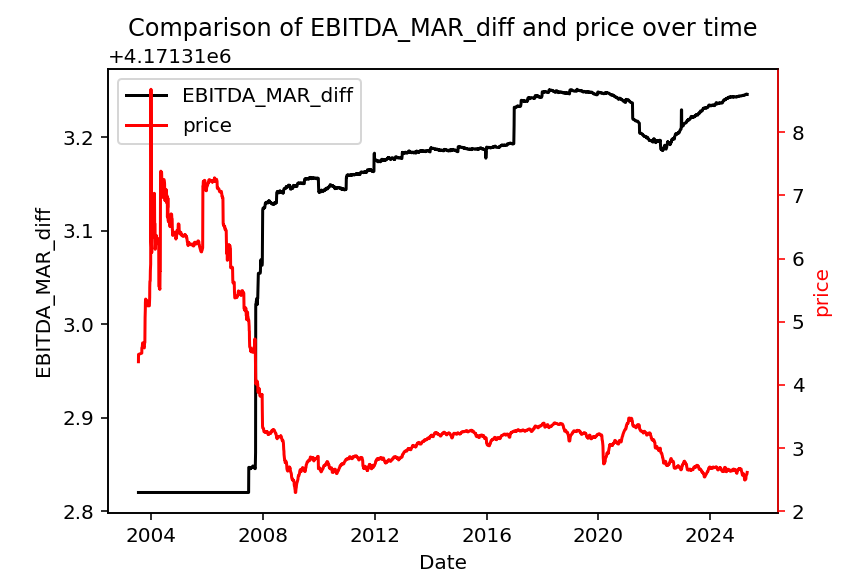 Comparison of EBITDA_MAR_diff and price over time
+4.17131e6
EBITDA_MAR_diff
price
3.2
3.1
3.0
2.9
2.8
EBITDA_MAR_diff
8
7
6
5
4
3
2
price
2004 2008 2012 2016 2020 2024
Date